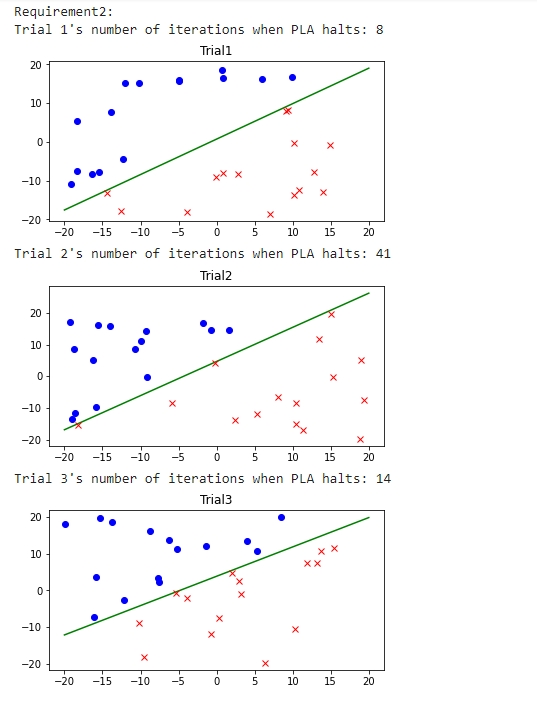 Requirement2:
Trial 1's number of iterations when PLA halts: 8
Trial1
20
10
0
−10
−20
−20 −15 −10 −5 0 5 10 15 20
Trial 2's number of iterations when PLA halts: 41
Trial2
20
10
0
−10
−20
−20 −15 −10 −5 0 5 10 15 20
Trial 3's number of iterations when PLA halts: 14
Trial3
20
10
0
−10
−20
−20 −15 −10 −5 0 5 10 15 20